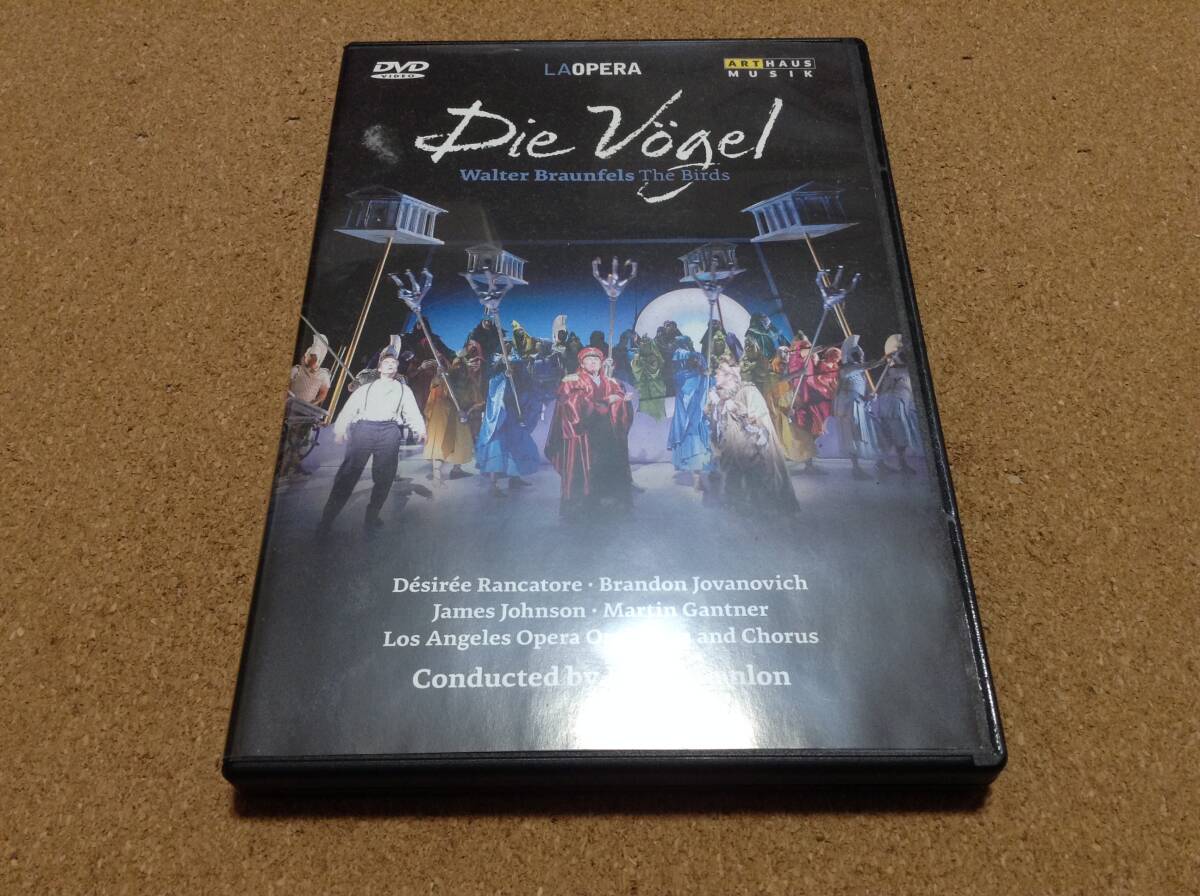 DVD VIDEO
LAOPERA
ARTHAUS MUSIK
Die Vögel
Walter Braunfels The Birds
Désirée Rancatore · Brandon Jovanovich
James Johnson · Martin Gantner
Los Angeles Opera and Chorus
Conducted by